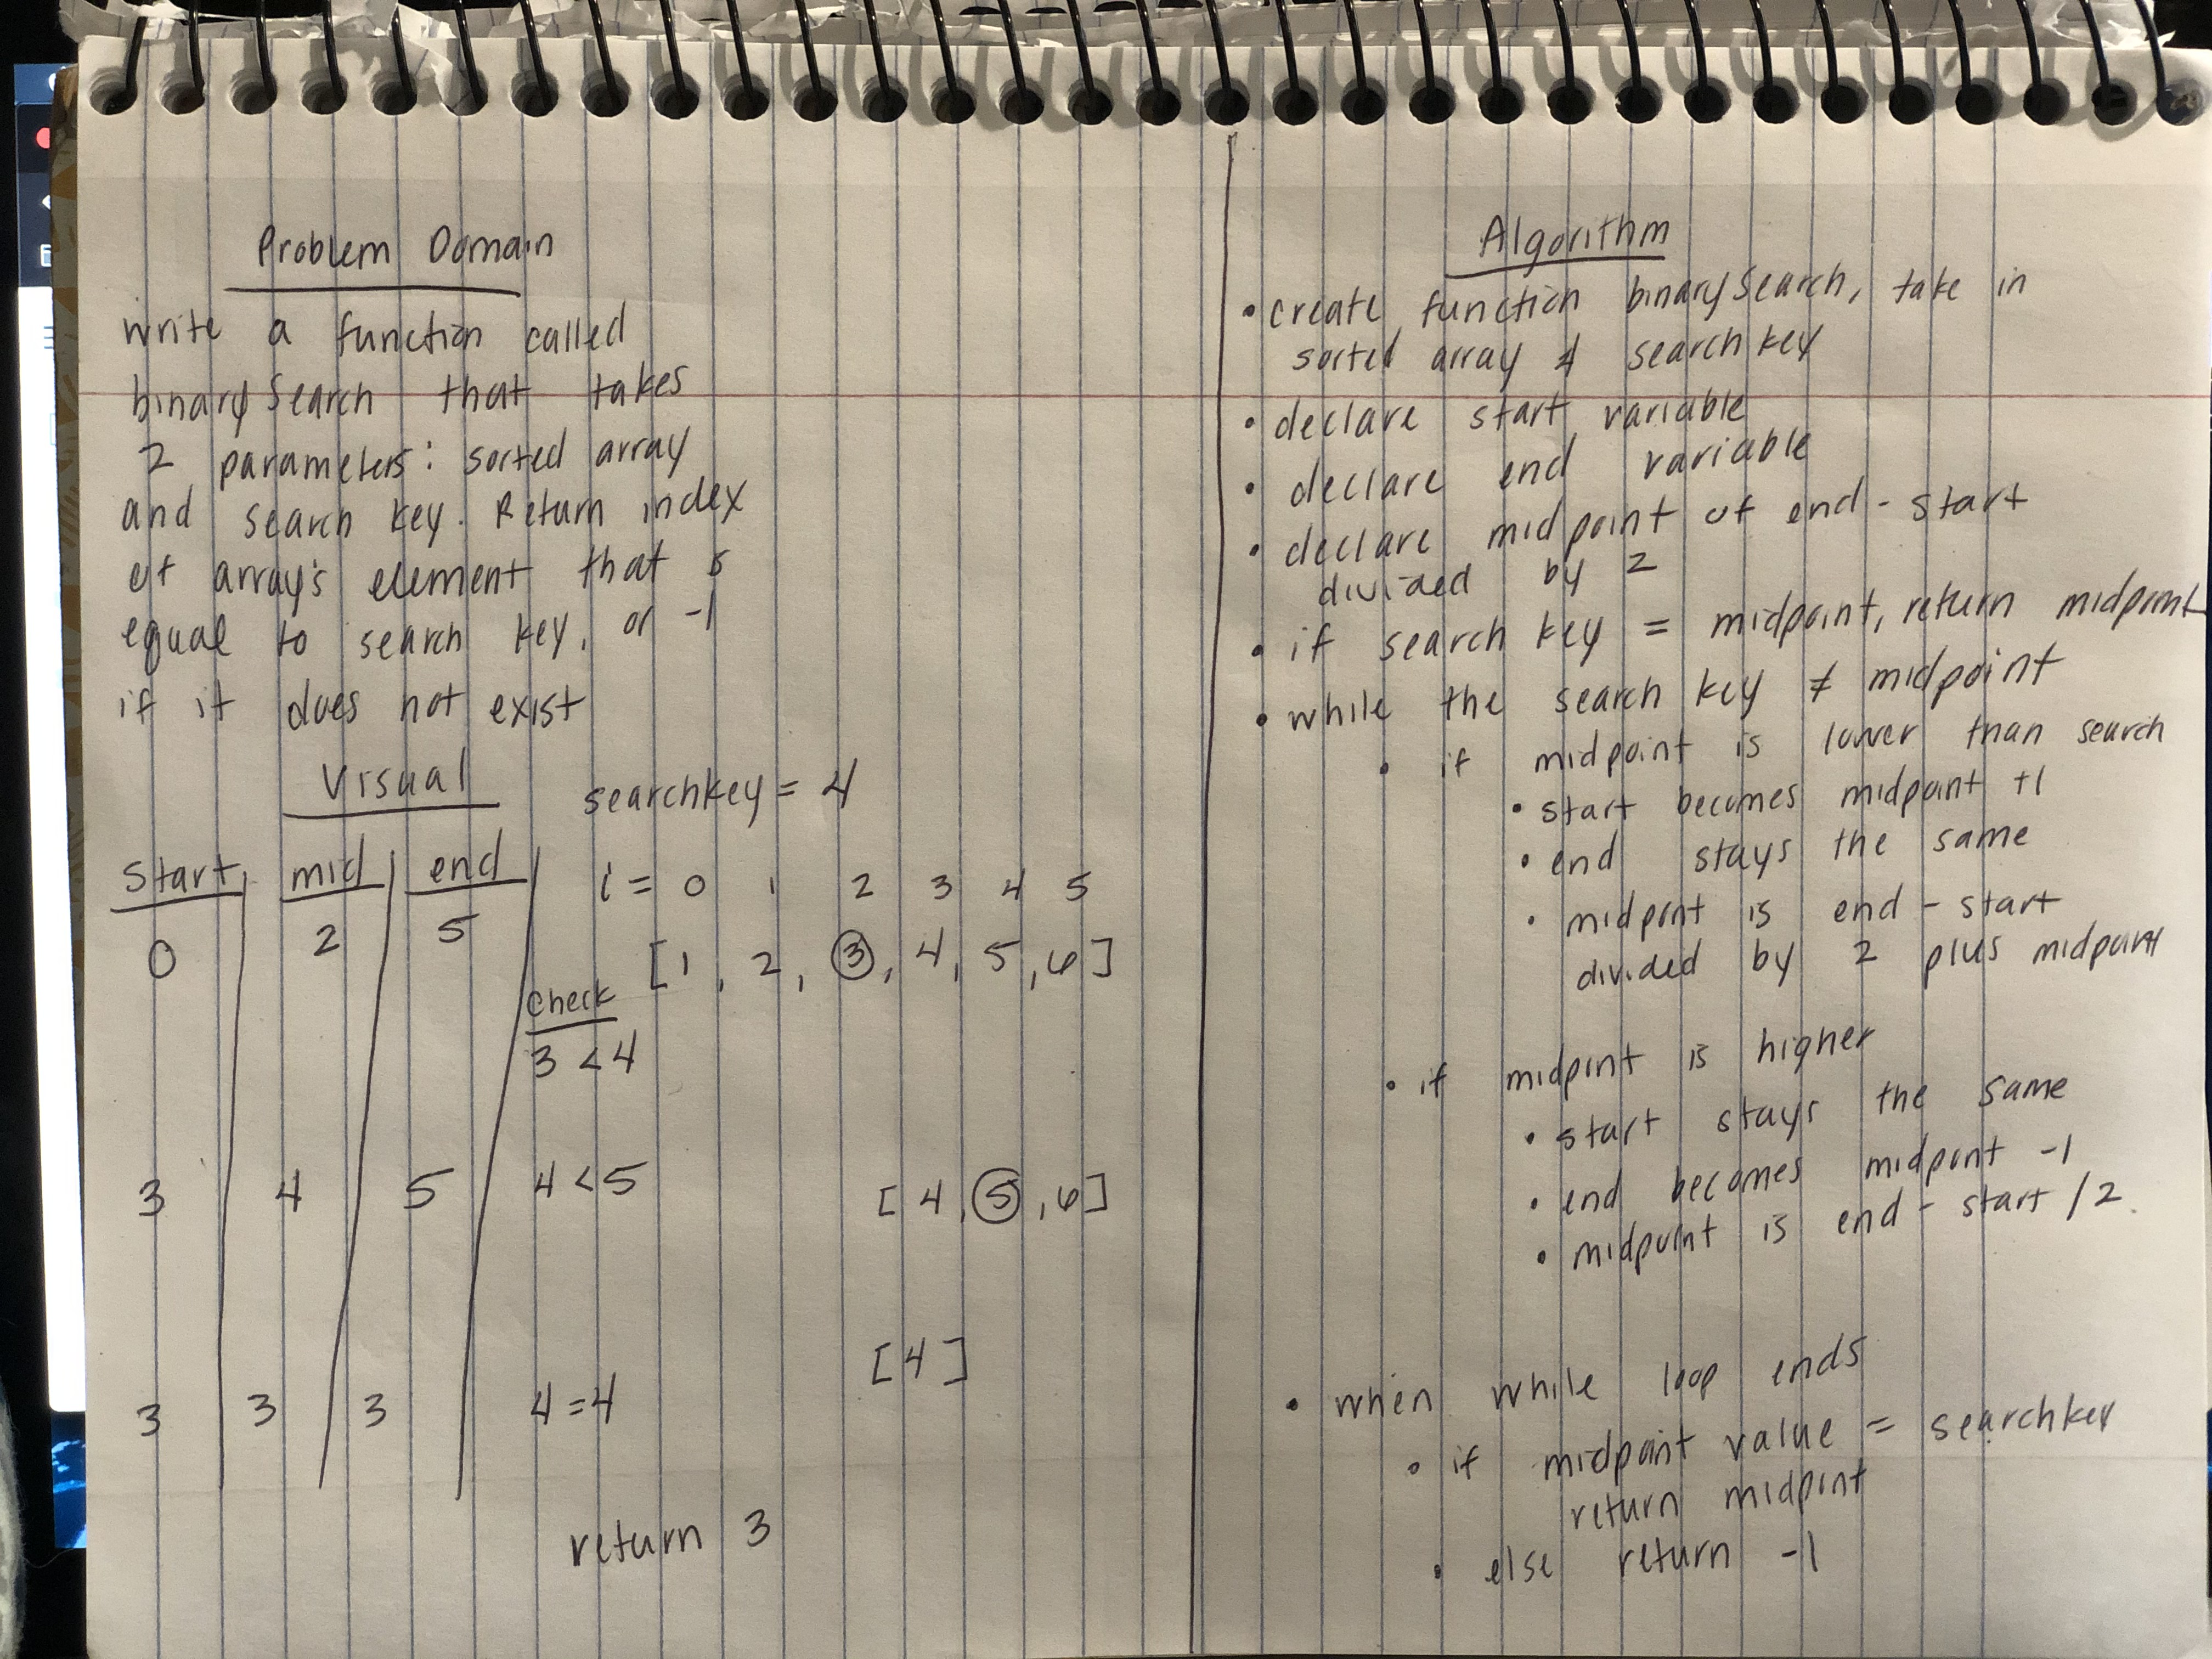 Problem Domain
write a function called
binarySearch that takes
2 parameters: sorted array
and search key. Return index
of array's element that is
equal to search key, or -1
if it does not exist
Visual
searchkey = 4
start mid end
i = 0 1 2 3 4 5
0 2 5
[1, 2, 3, 4, 5, 6]
check
3 < 4
3 4 5 4 < 5 [4, 5, 6]
[4]
3 3 3 4 = 4
return 3
Algorithm
• create function binarySearch, take in
sorted array & search key
• declare start variable
• declare end variable
• declare midpoint of end - start
divided by 2
• if search key = midpoint, return midpoint
• while the search key ≠ midpoint
• if midpoint is lower than search
• start becomes midpoint +1
• end stays the same
• midpoint is end - start
divided by 2 plus midpoint
• if midpoint is higher
• start stays the same
• end becomes midpoint -1
• midpoint is end - start / 2
• when while loop ends
• if midpoint value = searchkey
return midpoint
• else return -1